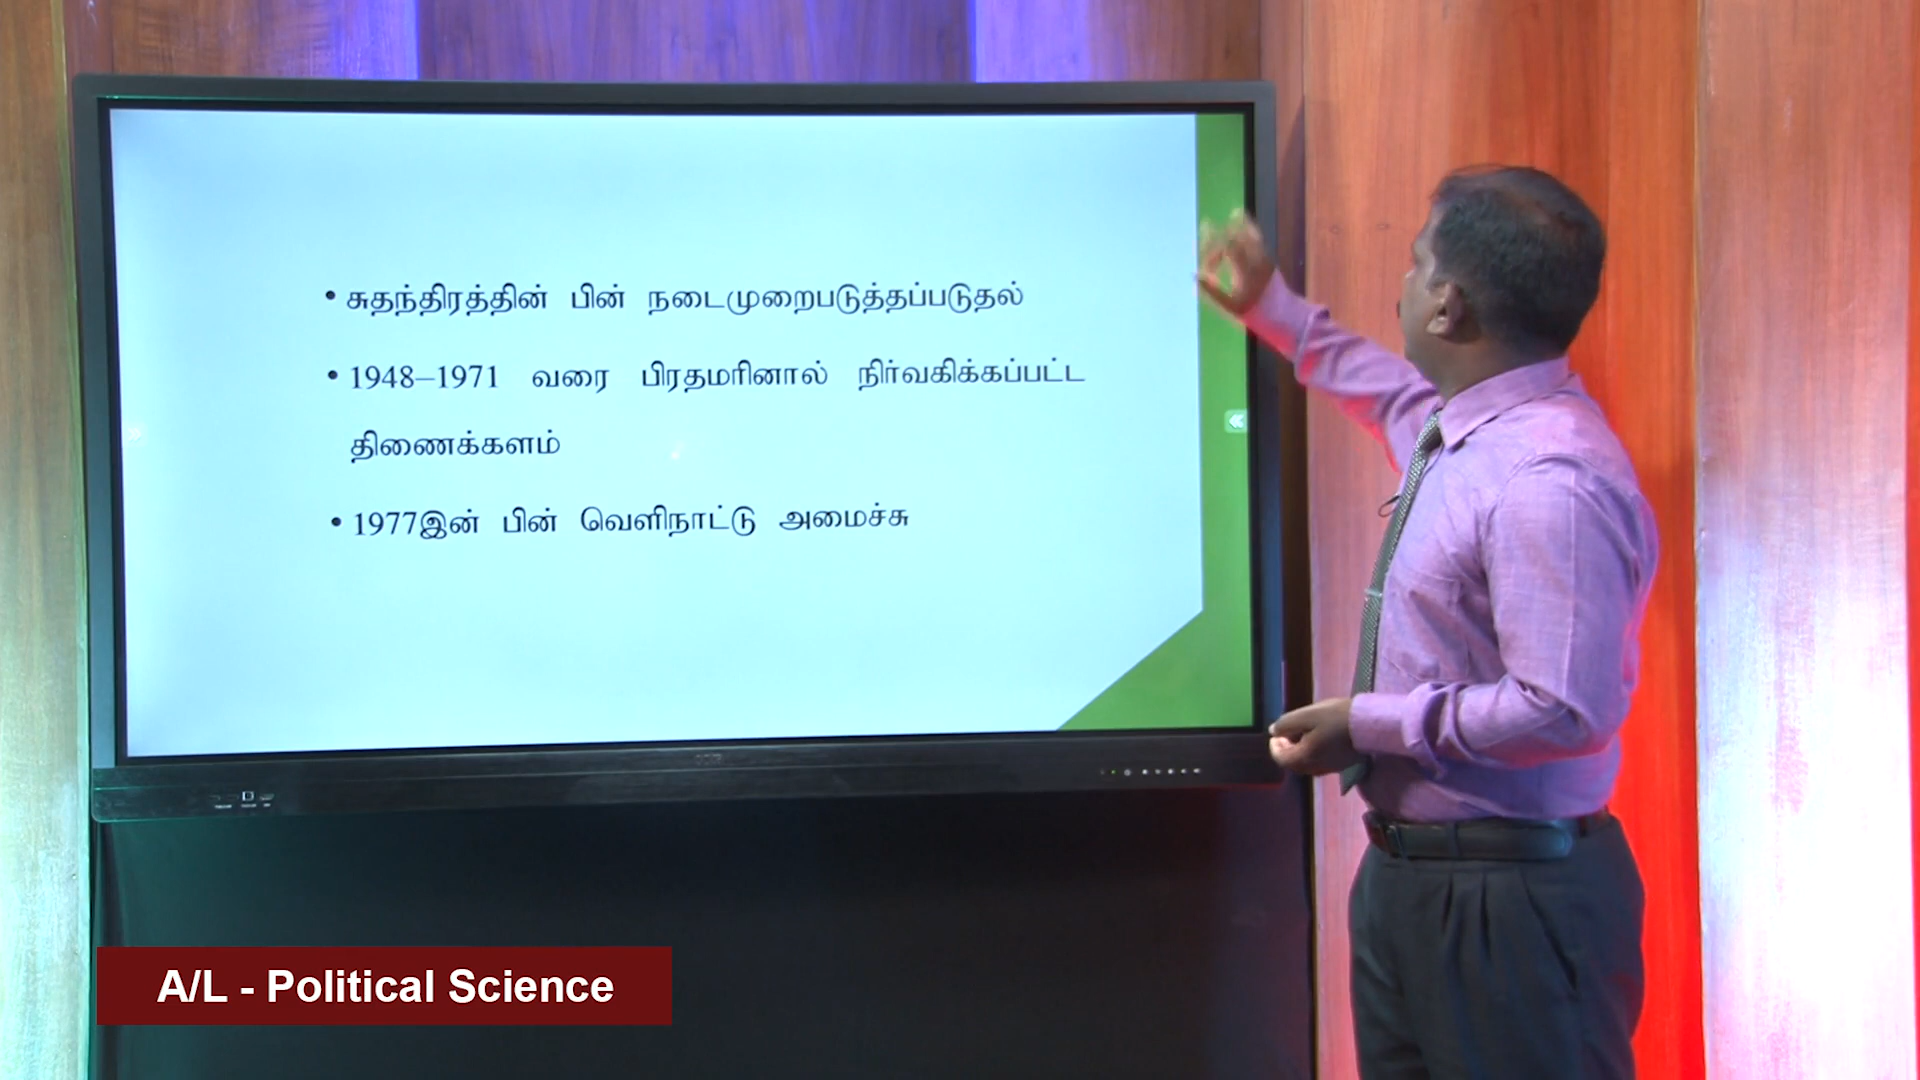 • சுதந்திரத்தின் பின் நடைமுறைபடுத்தப்படுதல்
• 1948–1971 வரை பிரதமரினால் நிர்வகிக்கப்பட்ட
திணைக்களம்
• 1977இன் பின் வெளிநாட்டு அமைச்சு
A/L - Political Science